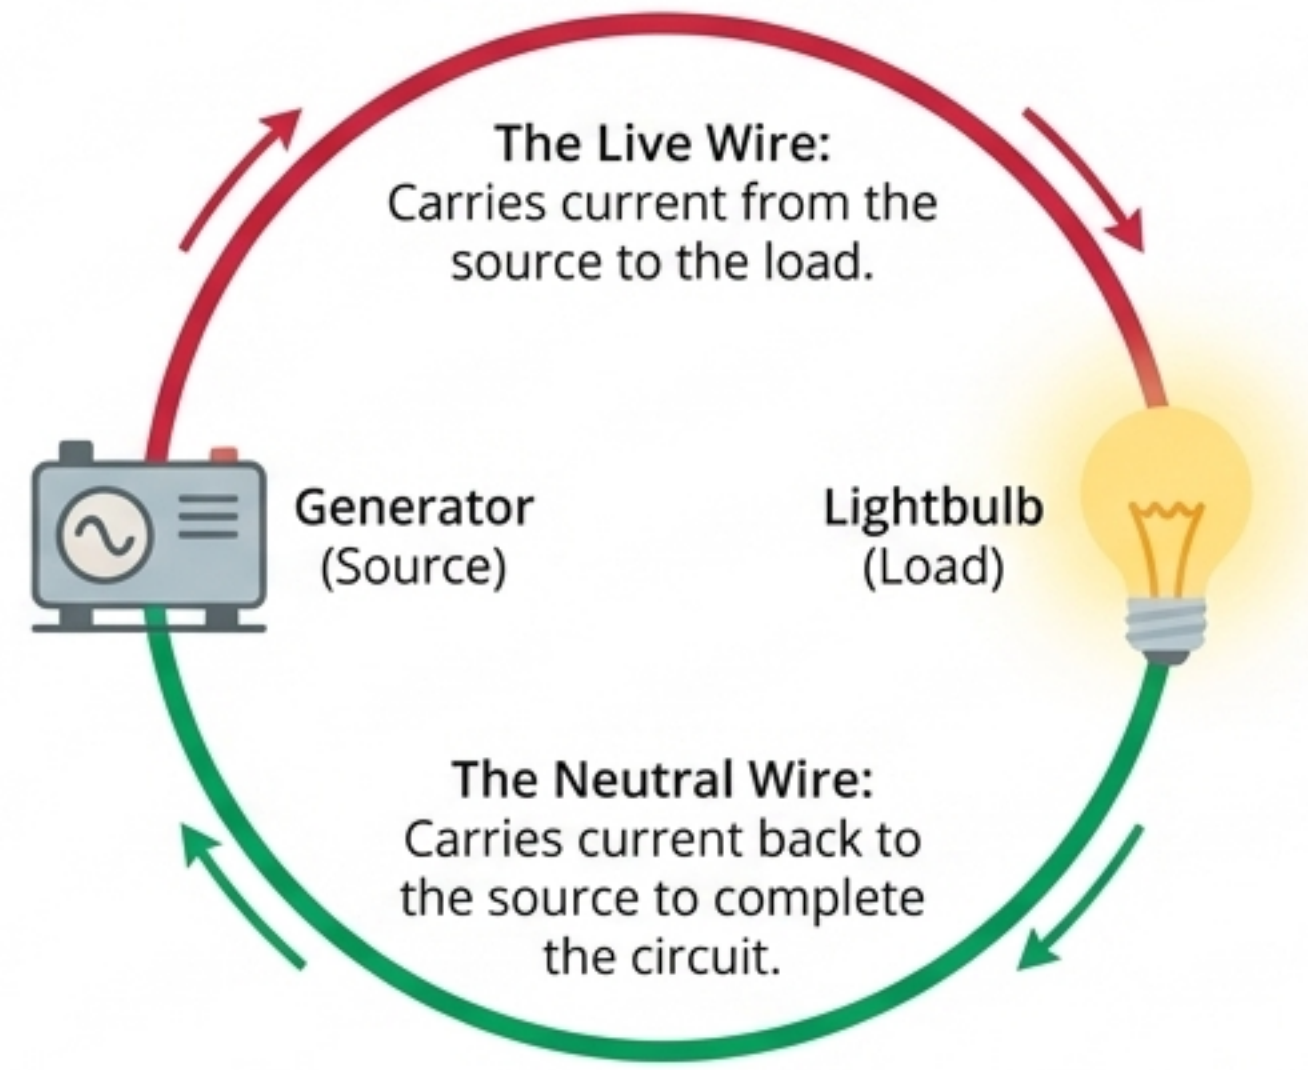 The Live Wire:
Carries current from the
source to the load.
Generator
(Source)
Lightbulb
(Load)
The Neutral Wire:
Carries current back to
the source to complete
the circuit.